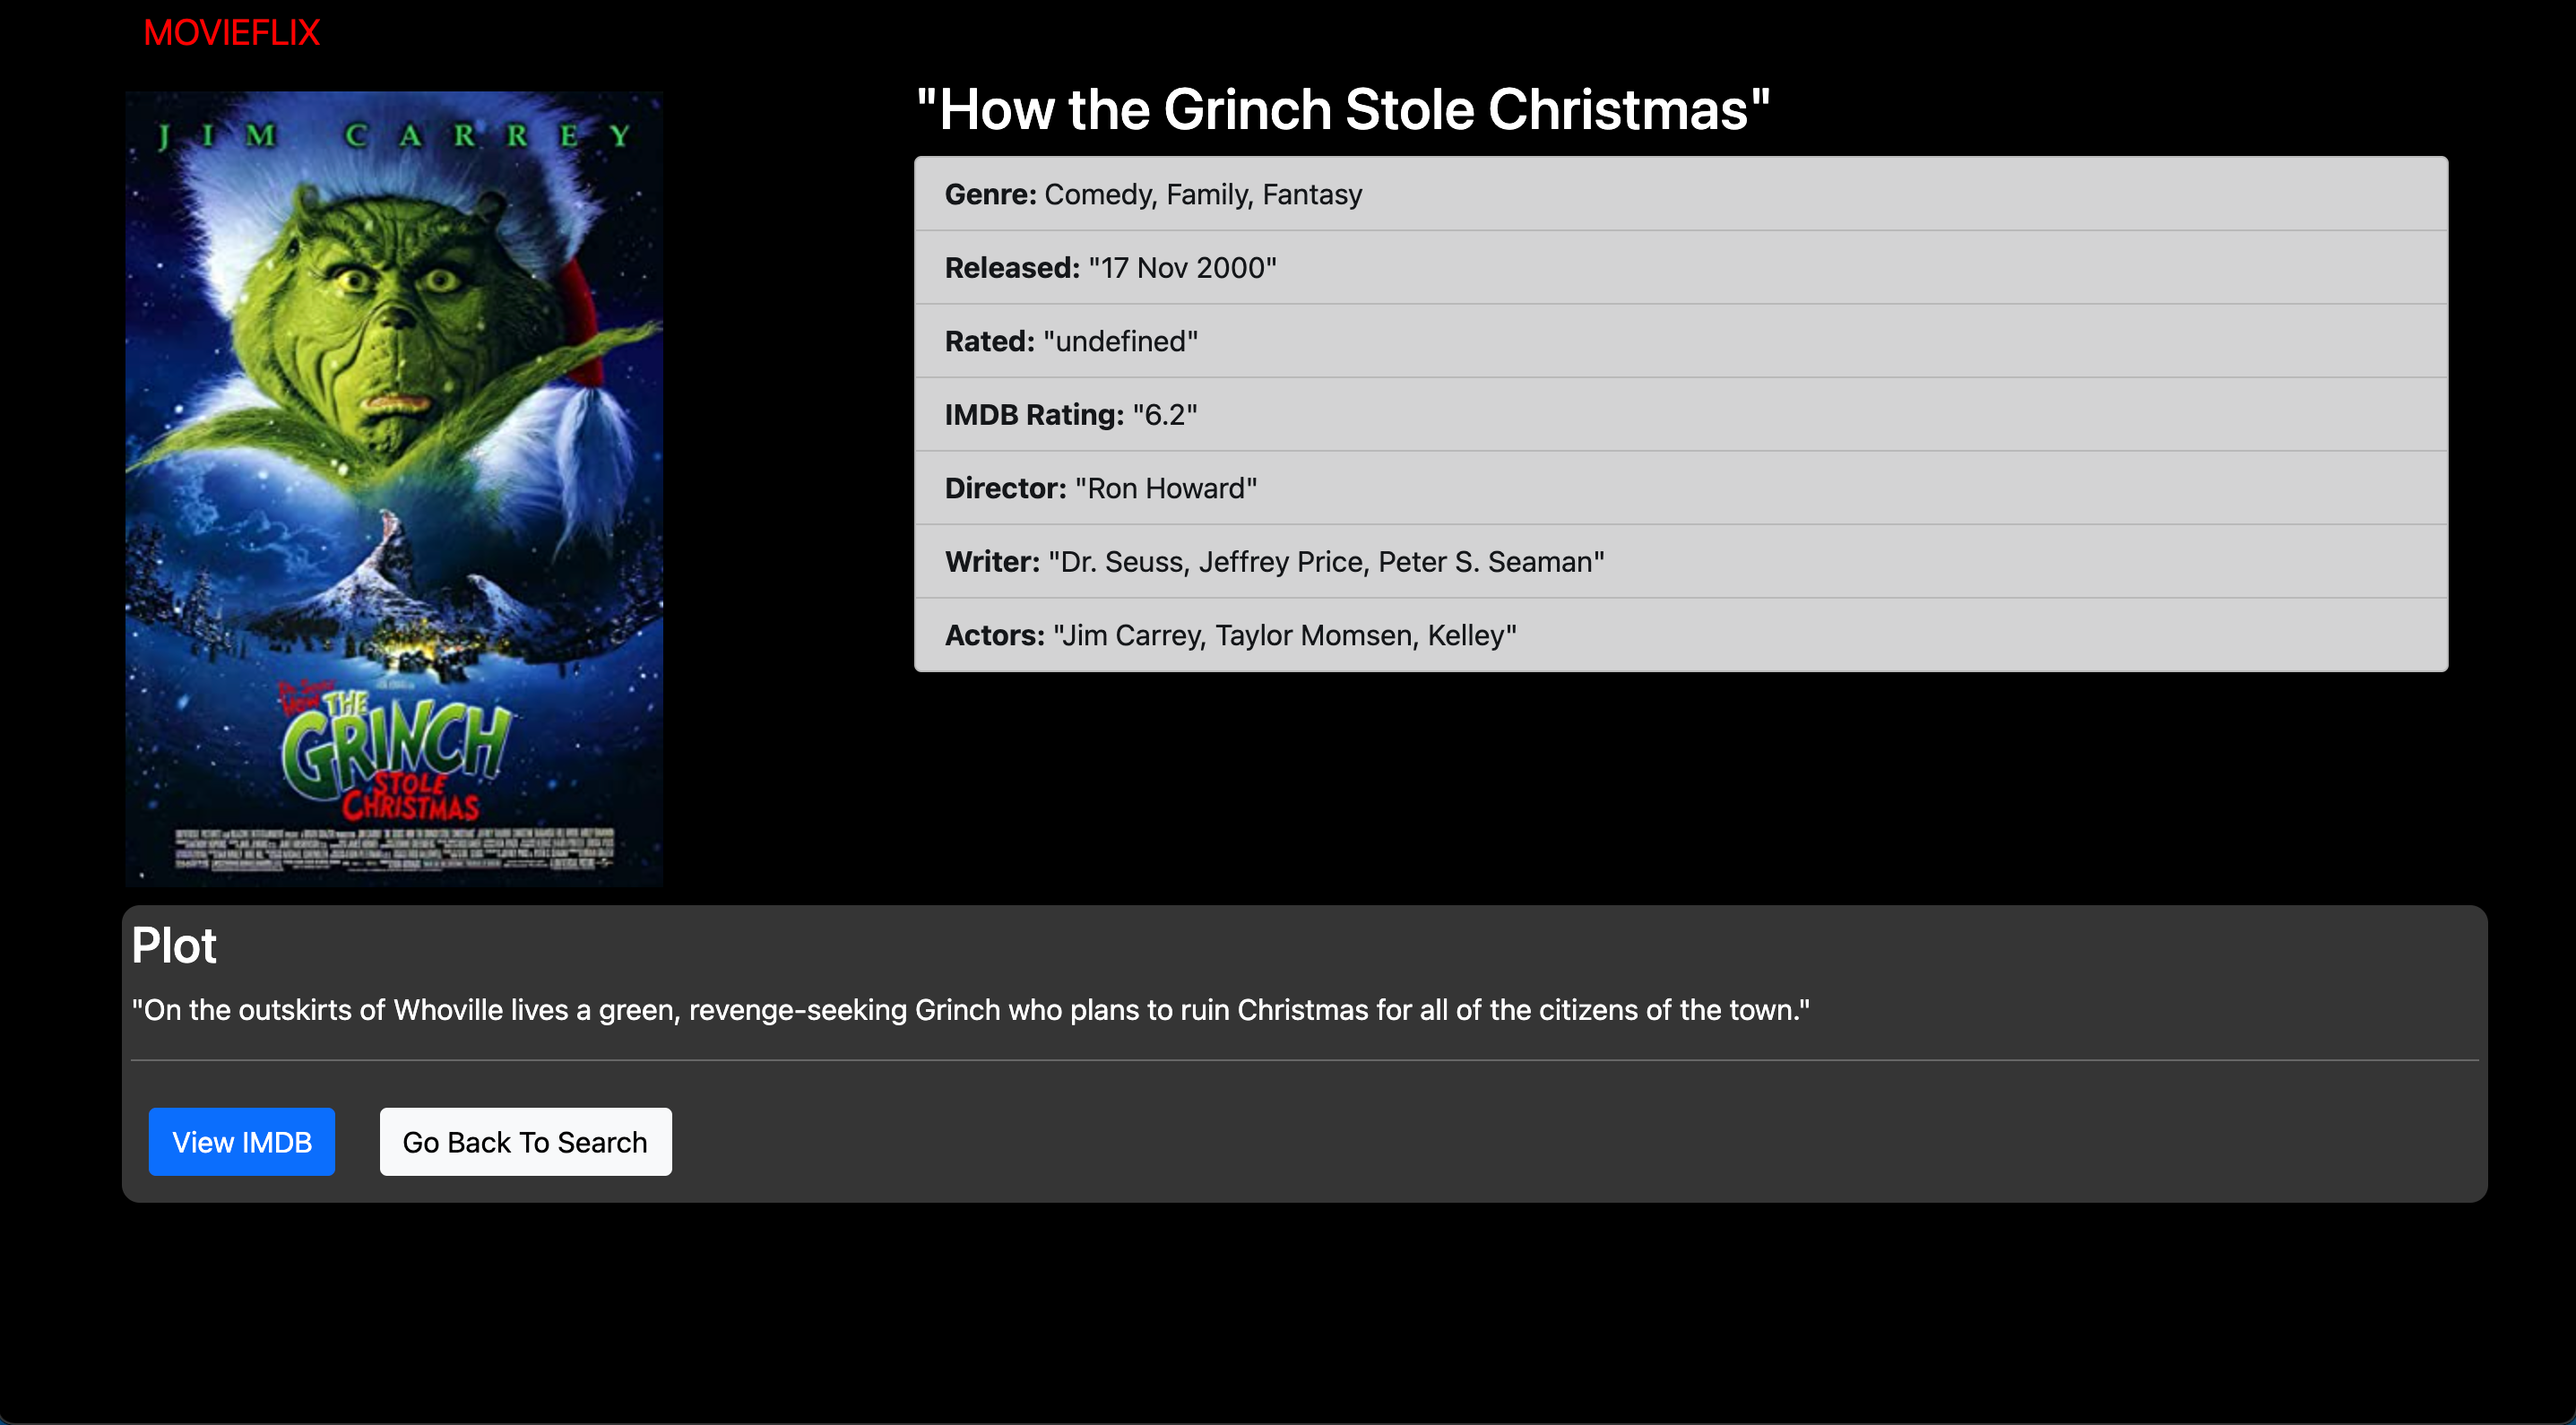 MOVIEFLIX
JIM CARREY
Dr. Seuss'
HOW THE
GRINCH
STOLE
CHRISTMAS
"How the Grinch Stole Christmas"
Genre: Comedy, Family, Fantasy
Released: "17 Nov 2000"
Rated: "undefined"
IMDB Rating: "6.2"
Director: "Ron Howard"
Writer: "Dr. Seuss, Jeffrey Price, Peter S. Seaman"
Actors: "Jim Carrey, Taylor Momsen, Kelley"
Plot
"On the outskirts of Whoville lives a green, revenge-seeking Grinch who plans to ruin Christmas for all of the citizens of the town."
View IMDB
Go Back To Search